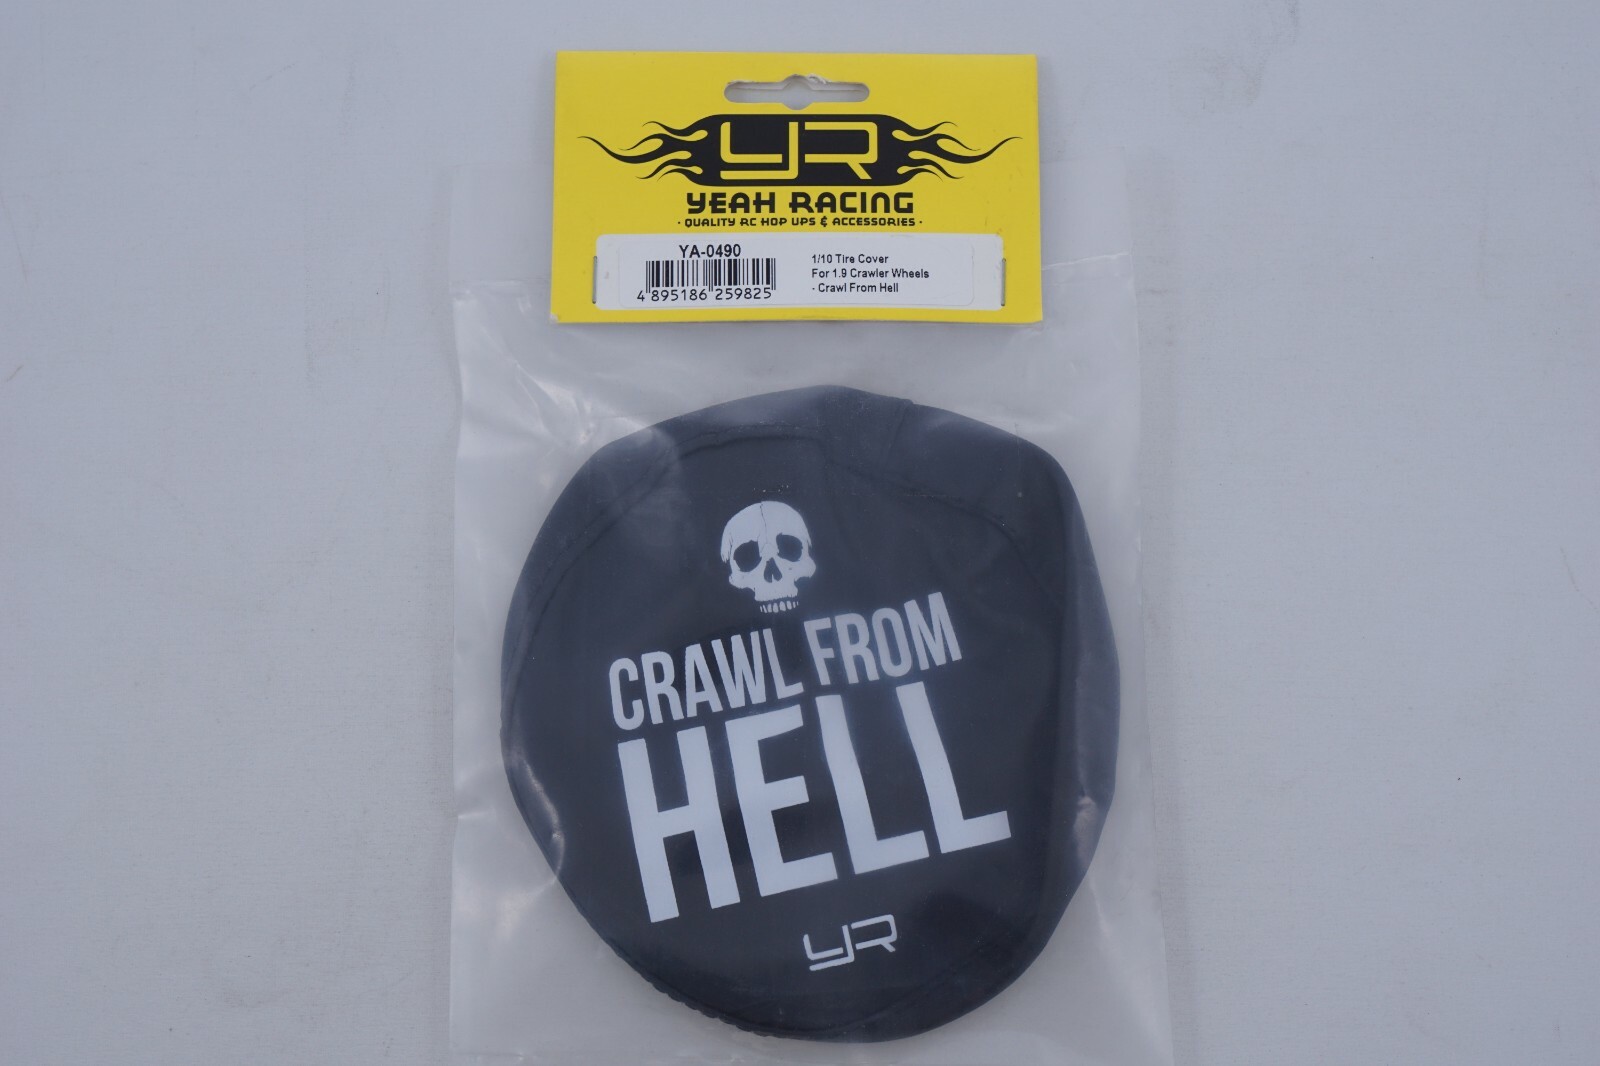 YR
YEAH RACING
· QUALITY RC HOP UPS & ACCESSORIES ·
YA-0490
4 895186 259825
1/10 Tire Cover
For 1.9 Crawler Wheels
- Crawl From Hell
CRAWL FROM
HELL
YR